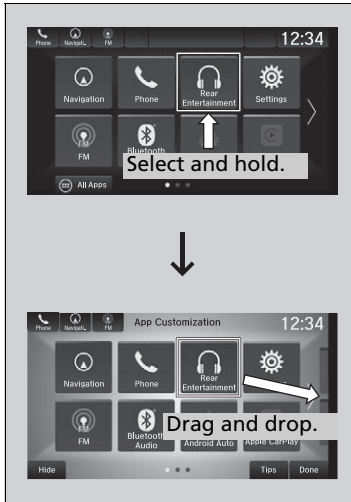 Phone Navigati.. FM
12:34
Navigation Phone Rear Entertainment Settings
FM Bluetooth
Select and hold.
All Apps
Phone Navigati.. FM App Customization 12:34
Navigation Phone Rear Entertainment
FM Bluetooth Audio Android Auto Apple CarPlay
Drag and drop.
Hide Tips Done